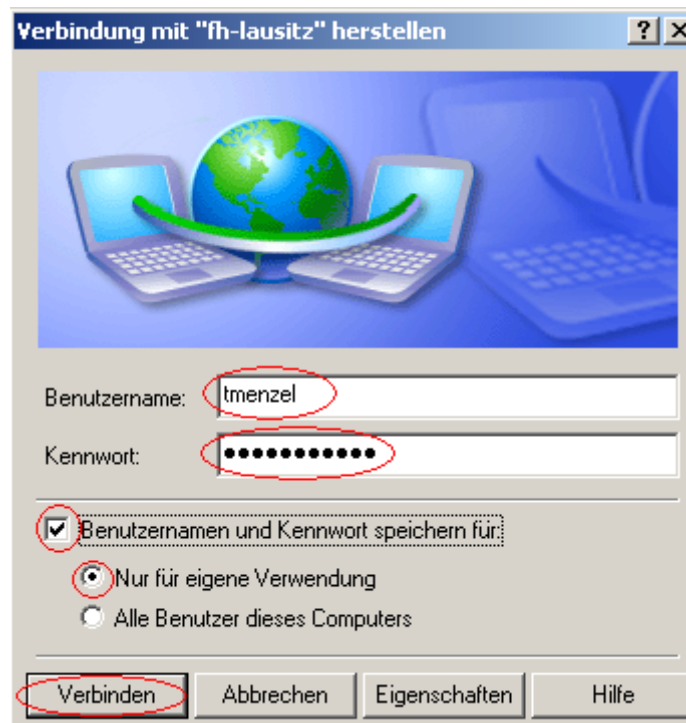 Verbindung mit "fh-lausitz" herstellen
Benutzername: tmenzel
Kennwort: ●●●●●●●●●●●
Benutzernamen und Kennwort speichern für:
Nur für eigene Verwendung
Alle Benutzer dieses Computers
Verbinden Abbrechen Eigenschaften Hilfe